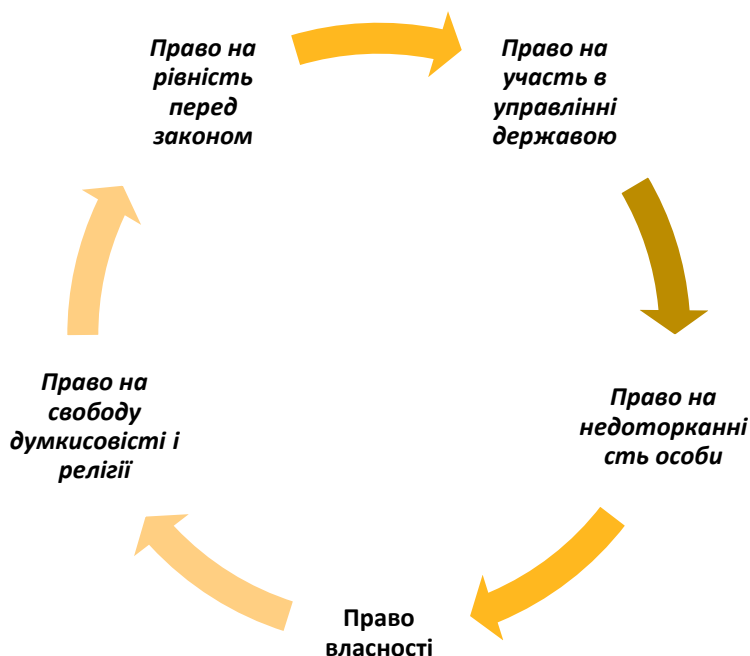 Право на
рівність
перед
законом
Право на
участь в
управлінні
державою
Право на
недоторканні
сть особи
Право
власності
Право на
свободу
думкисовісті і
релігії